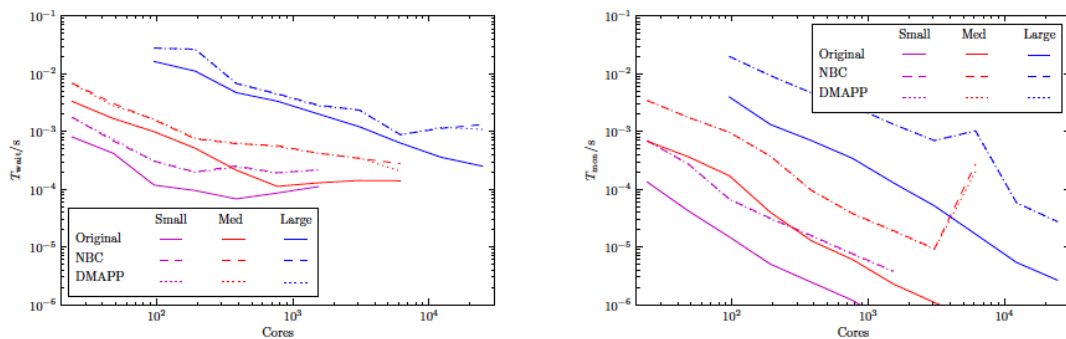 10^-1
10^-2
10^-3
10^-4
10^-5
10^-6
T_wait/s
Small Med Large
Original
NBC
DMAPP
10^2 10^3 10^4
Cores
10^-1
10^-2
10^-3
10^-4
10^-5
10^-6
T_mon/s
Small Med Large
Original
NBC
DMAPP
10^2 10^3 10^4
Cores